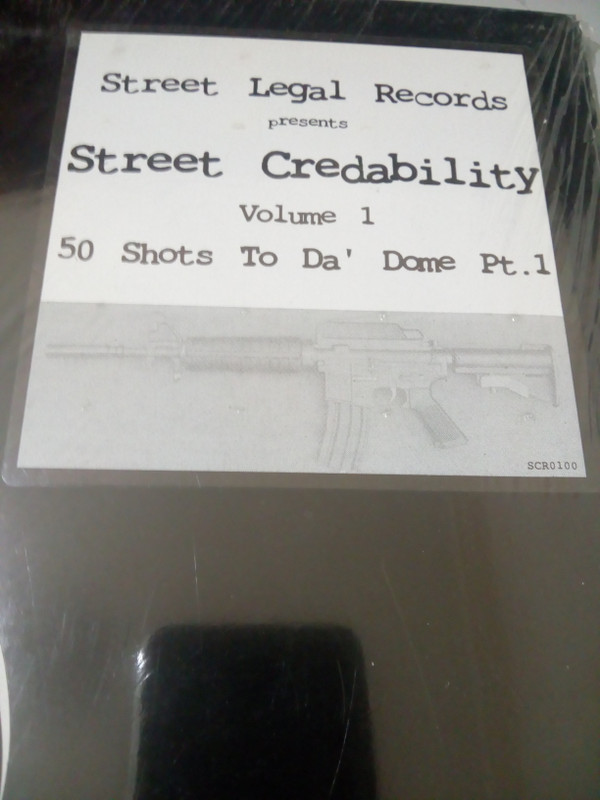 Street Legal Records
presents
Street Credability
Volume 1
50 Shots To Da' Dome Pt.1
SCR0100